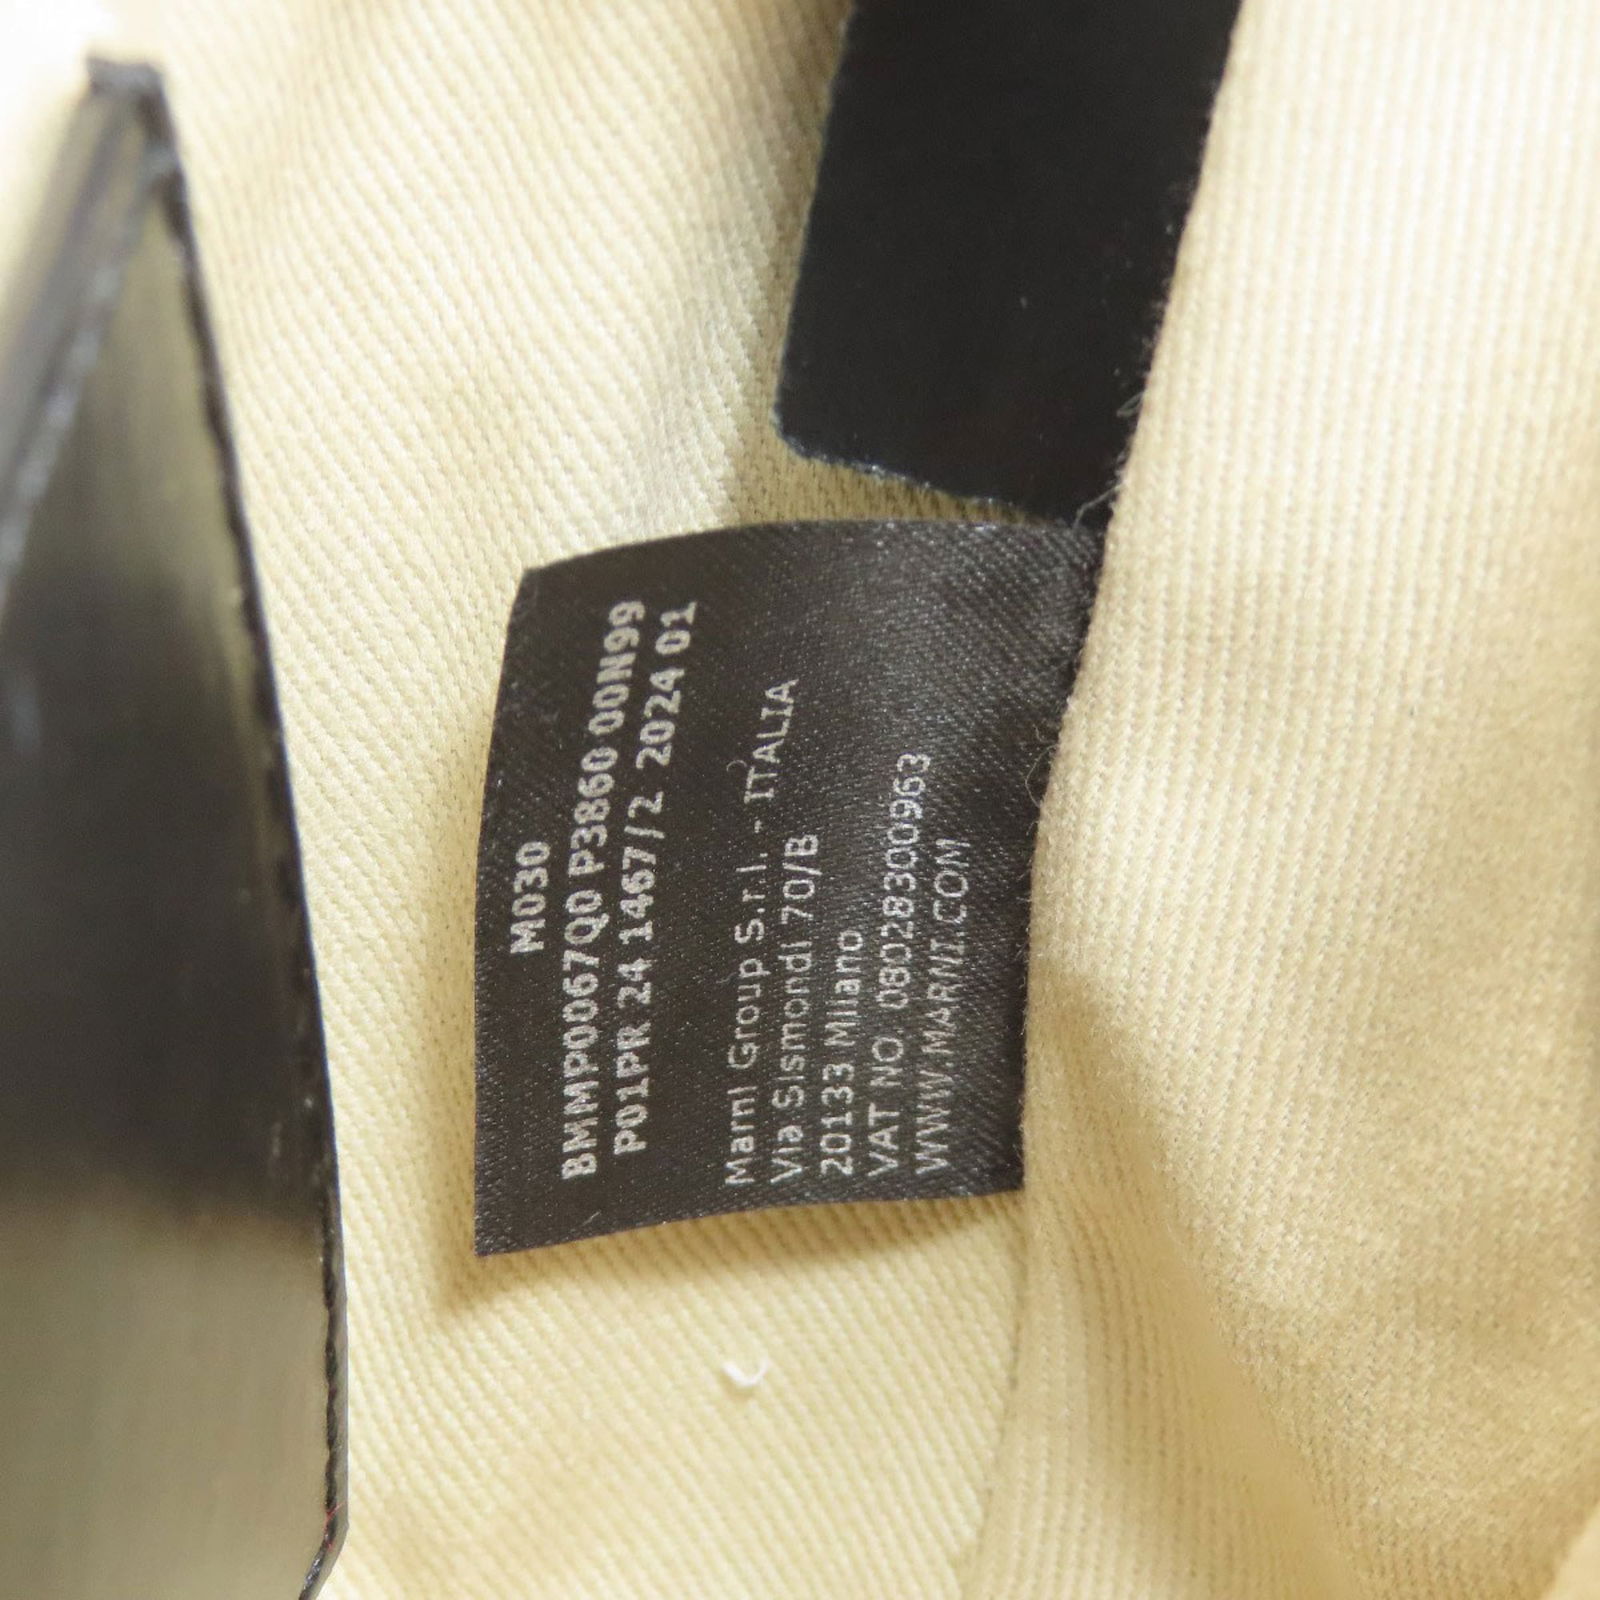 M030
BMMP0067Q0 P3860 00N99
P01PR 24 1467/2 2024 01
Marni Group S.r.l. - ITALIA
Via Sismondi 70/B
20133 Milano
VAT NO. 08028300963
WWW.MARNI.COM